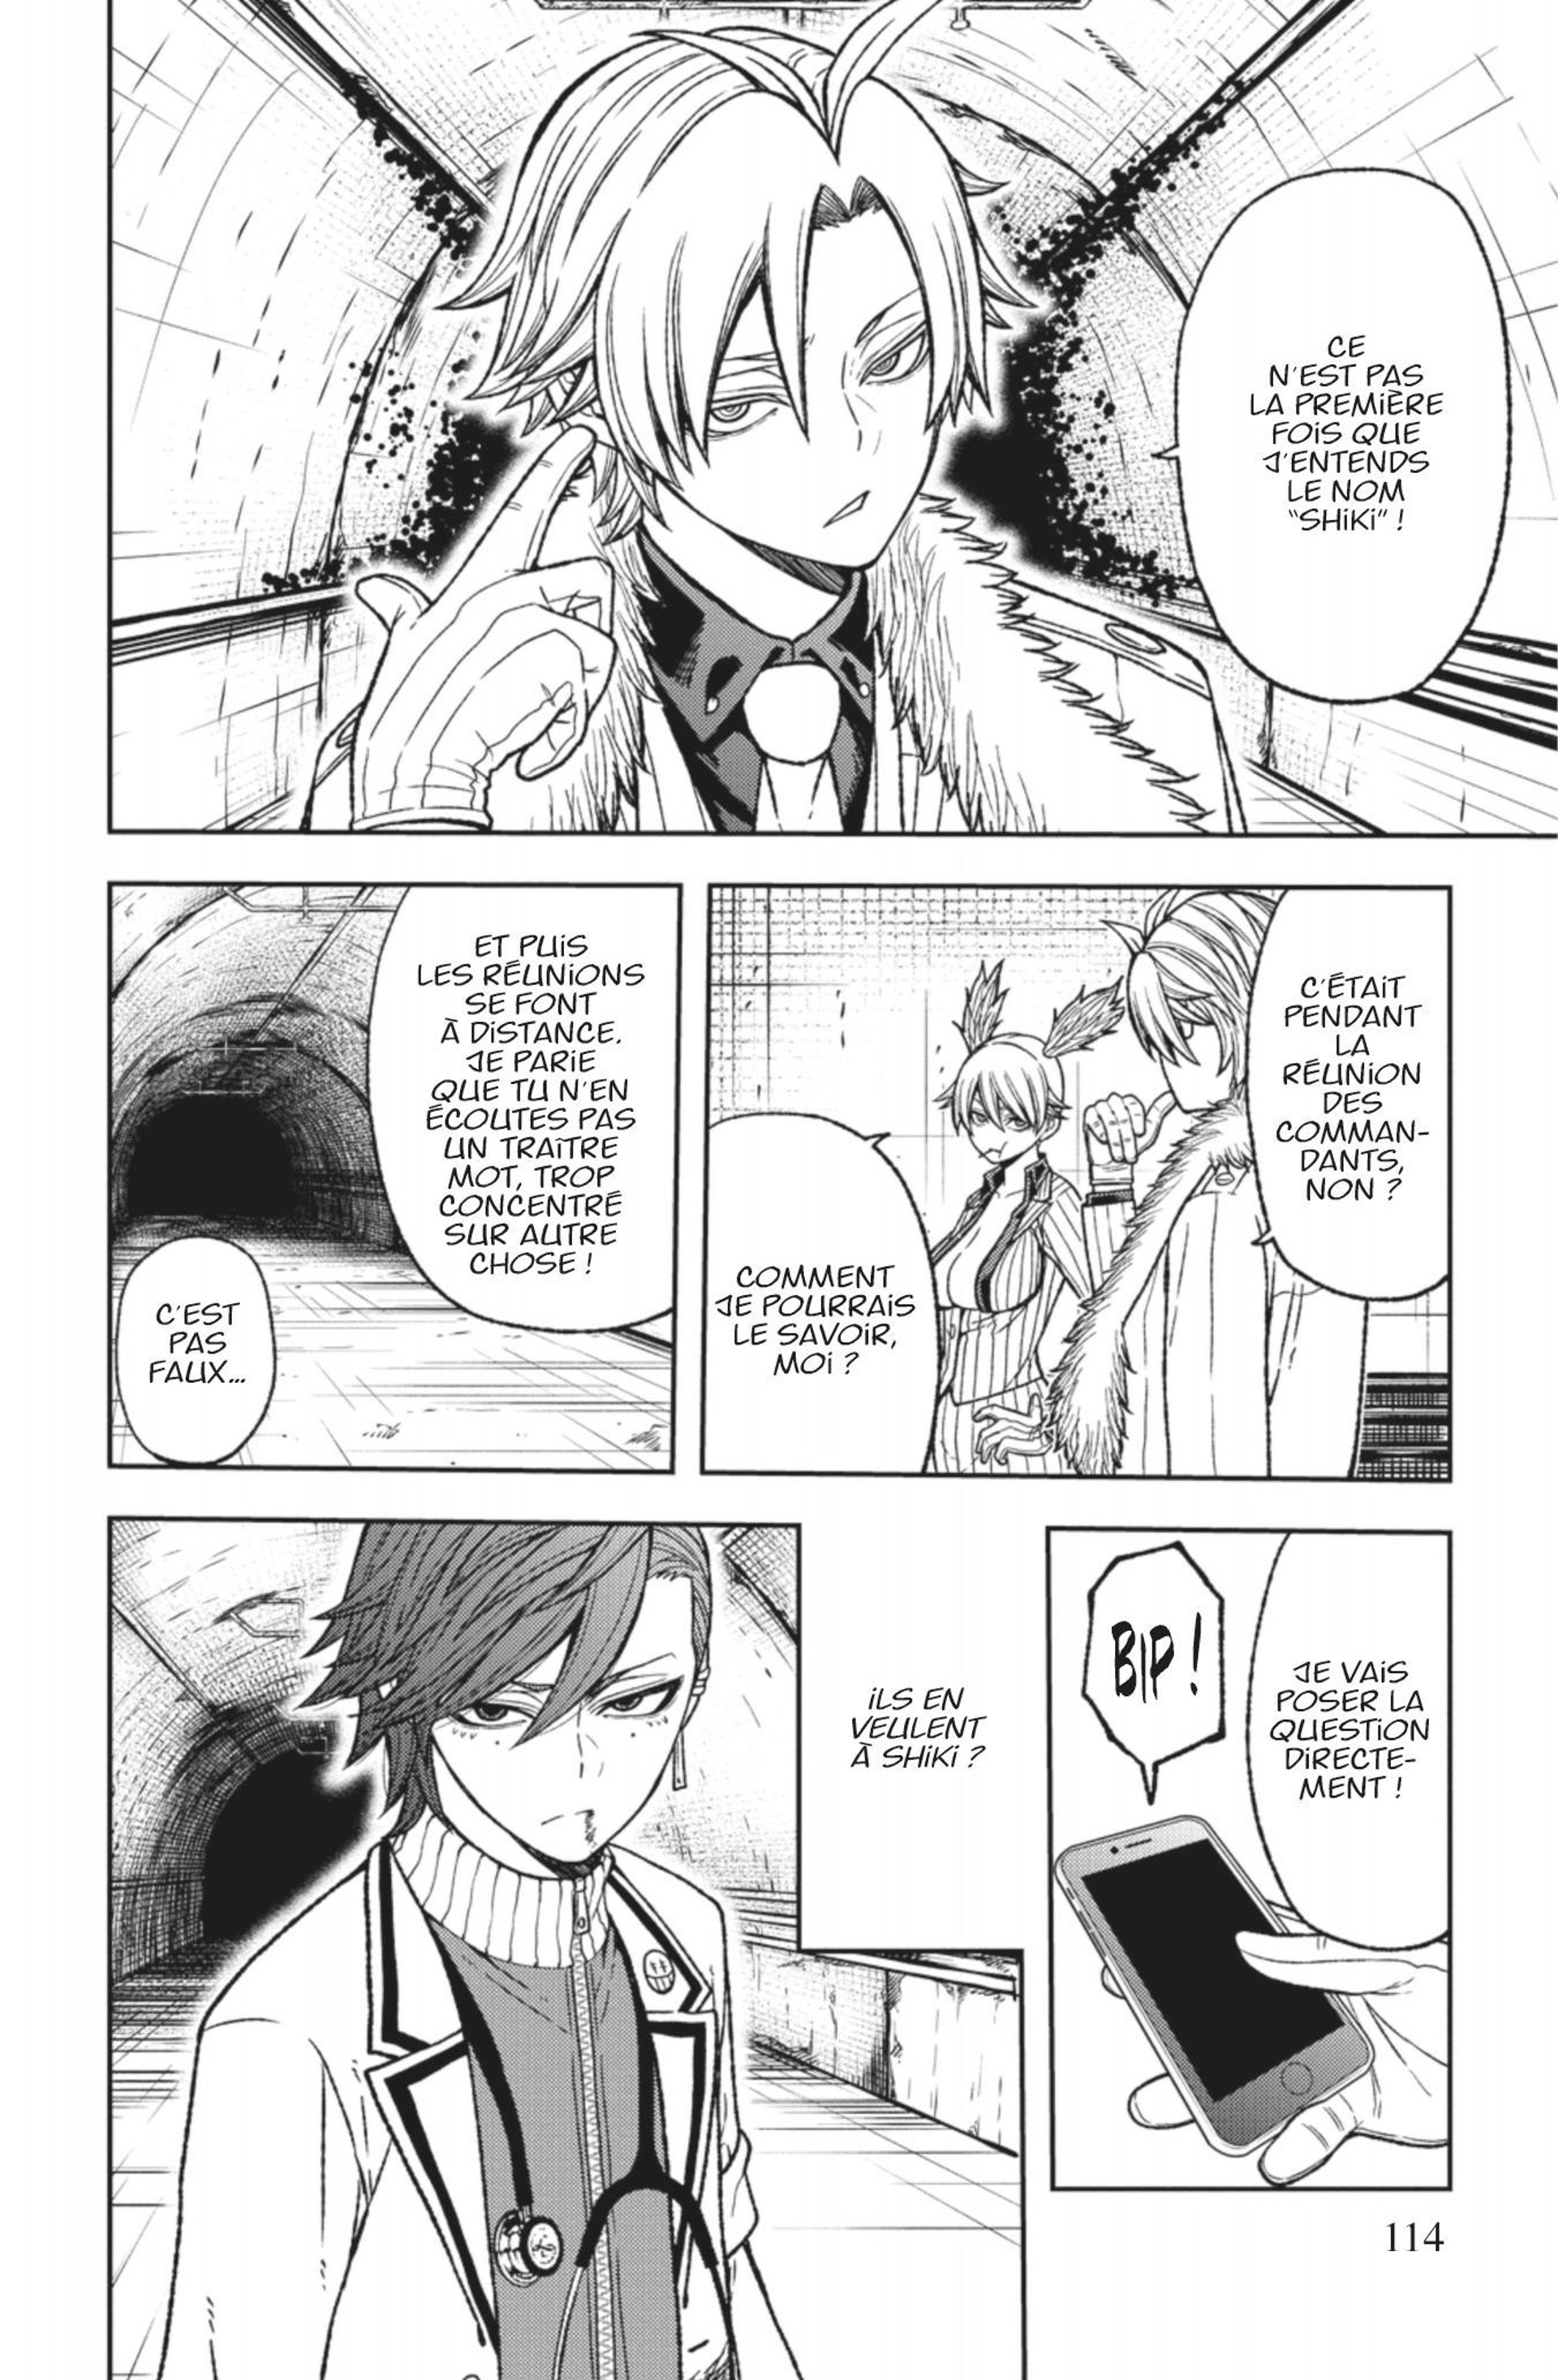 CE
N'EST PAS
LA PREMIÈRE
FOIS QUE
J'ENTENDS
LE NOM
“SHIKI” !
C'ÉTAIT
PENDANT
LA
RÉUNION
DES
COMMAN-
DANTS,
NON ?
COMMENT
JE POURRAIS
LE SAVOIR,
MOI ?
ET PUIS
LES RÉUNIONS
SE FONT
À DISTANCE.
JE PARIE
QUE TU N'EN
ÉCOUTES PAS
UN TRAÎTRE
MOT, TROP
CONCENTRÉ
SUR AUTRE
CHOSE !
C'EST
PAS
FAUX...
JE VAIS
POSER LA
QUESTION
DIRECTE-
MENT !
BIP !
ILS EN
VEULENT
À SHIKI ?
114